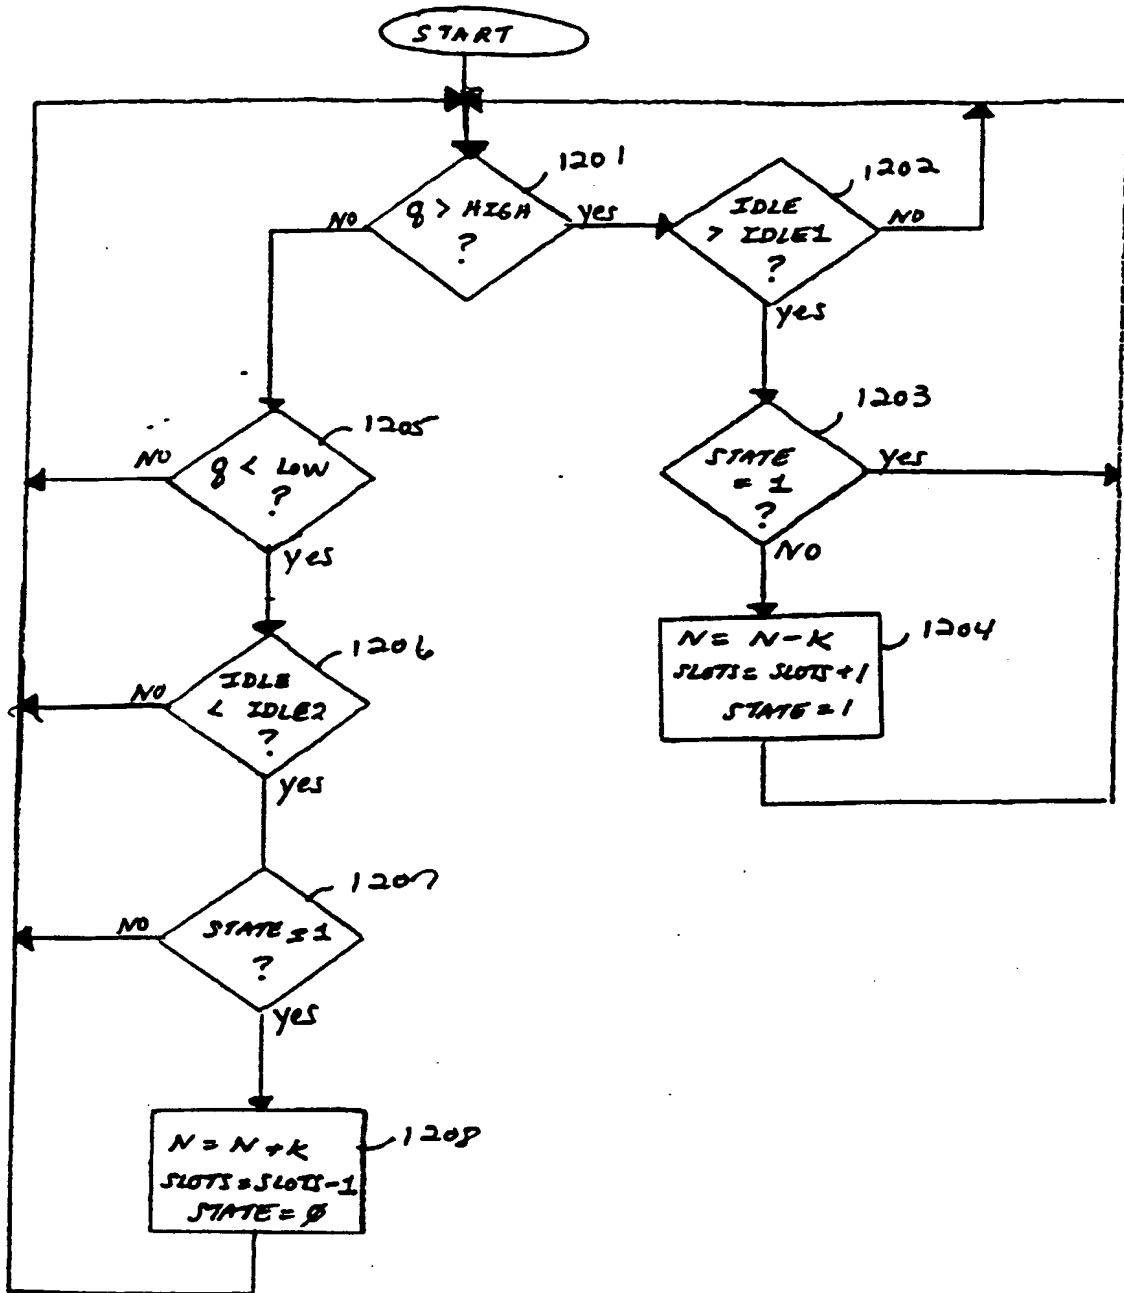 START
1201
q > HIGH
?
NO
yes
1202
IDLE
> IDLE1
?
NO
yes
1203
STATE
= 1
?
yes
NO
1204
N = N-K
SLOTS = SLOTS+1
STATE = 1
1205
q < LOW
?
NO
yes
1206
IDLE
< IDLE2
?
NO
yes
1207
STATE = 1
?
NO
yes
1208
N = N+K
SLOTS = SLOTS-1
STATE = Ø